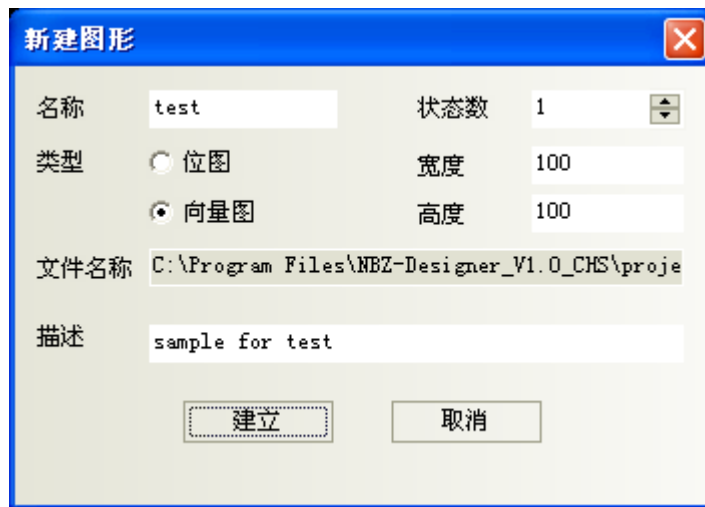 新建图形
名称 test 状态数 1
类型 位图 宽度 100
向量图 高度 100
文件名称 C:\Program Files\NBZ-Designer_V1.0_CHS\proje
描述 sample for test
建立 取消